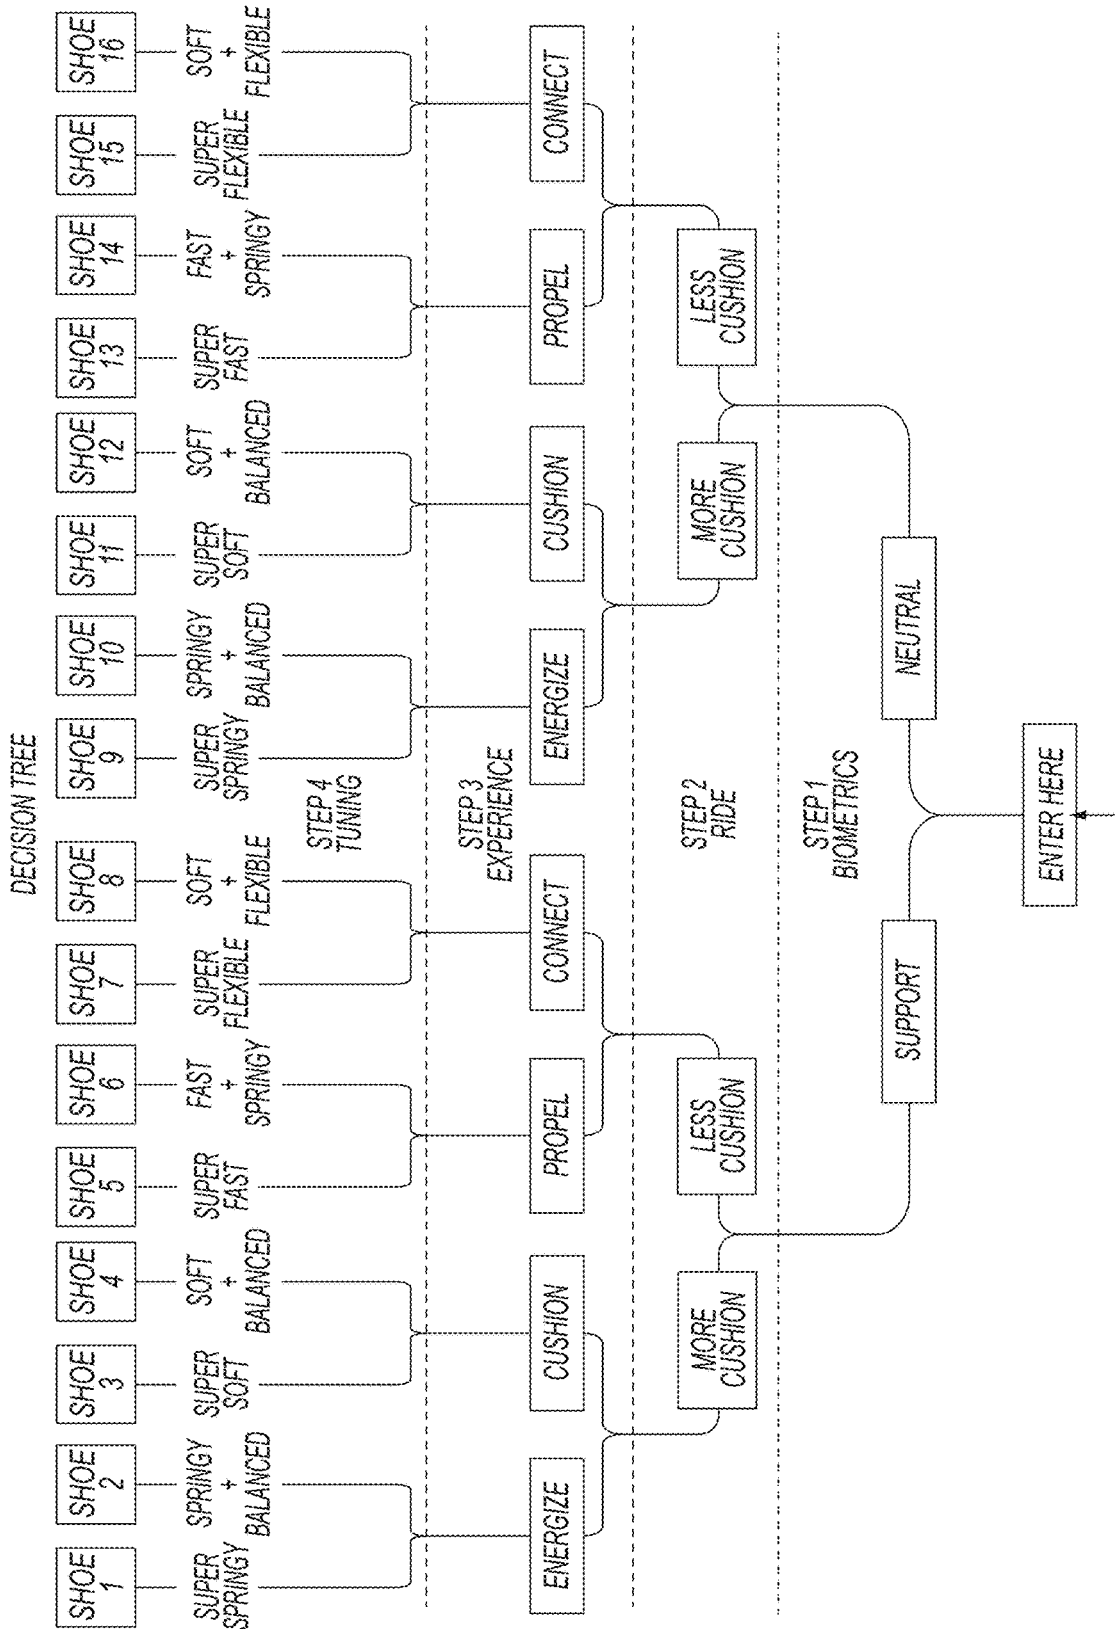 DECISION TREE
SHOE
1
SHOE
2
SHOE
3
SHOE
4
SHOE
5
SHOE
6
SHOE
7
SHOE
8
SHOE
9
SHOE
10
SHOE
11
SHOE
12
SHOE
13
SHOE
14
SHOE
15
SHOE
16
SUPER
SPRINGY
SPRINGY
+
BALANCED
SUPER
SOFT
SOFT
+
BALANCED
SUPER
FAST
FAST
+
SPRINGY
SUPER
FLEXIBLE
SOFT
+
FLEXIBLE
SUPER
SPRINGY
SPRINGY
+
BALANCED
SUPER
SOFT
SOFT
+
BALANCED
SUPER
FAST
FAST
+
SPRINGY
SUPER
FLEXIBLE
SOFT
+
FLEXIBLE
STEP 4
TUNING
STEP 3
EXPERIENCE
ENERGIZE
CUSHION
PROPEL
CONNECT
ENERGIZE
CUSHION
PROPEL
CONNECT
STEP 2
RIDE
MORE
CUSHION
LESS
CUSHION
MORE
CUSHION
LESS
CUSHION
STEP 1
BIOMETRICS
SUPPORT
NEUTRAL
ENTER HERE